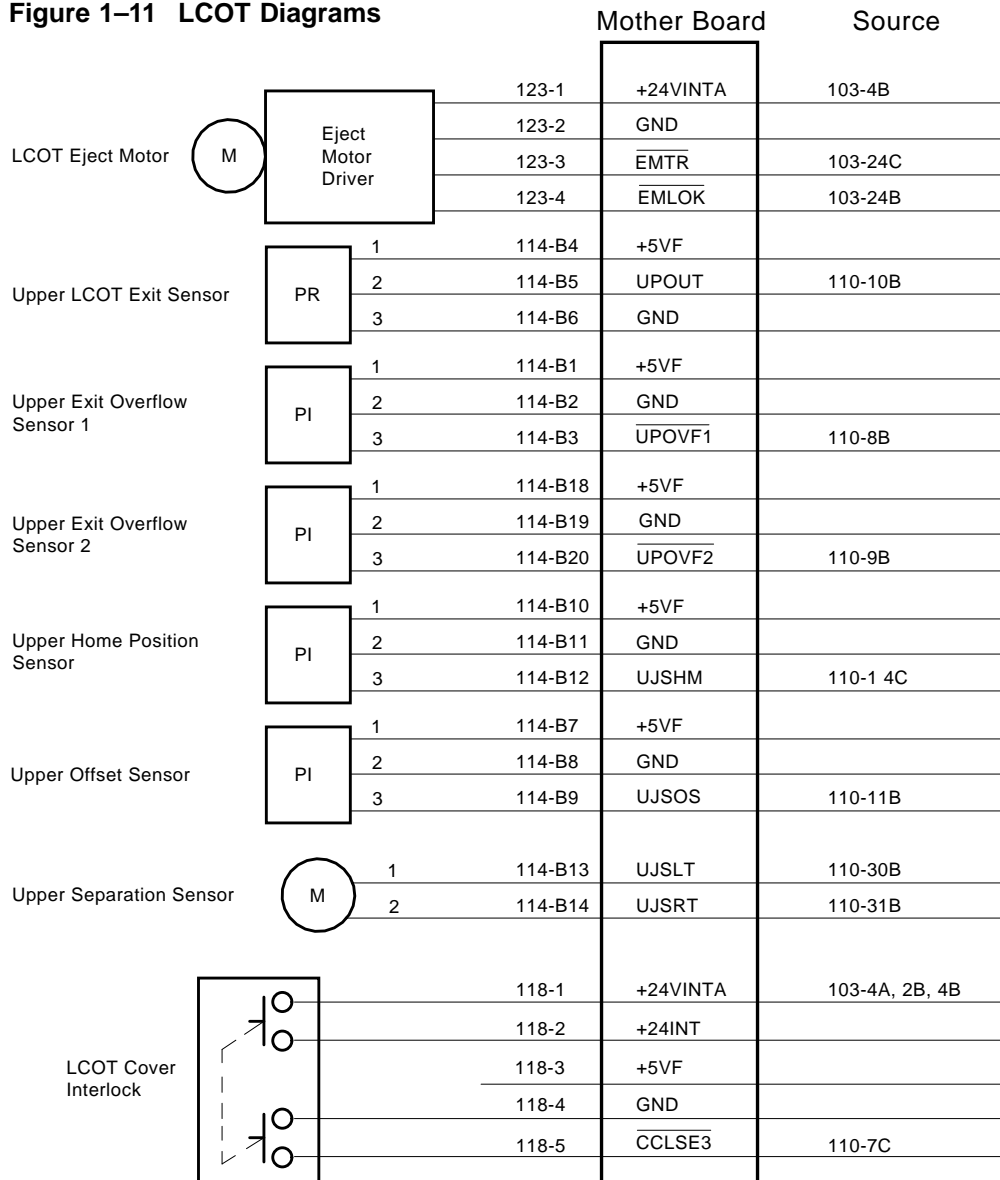 Figure 1–11   LCOT Diagrams
Mother Board   Source
123-1   +24VINTA   103-4B
123-2   GND
LCOT Eject Motor   M   Eject Motor Driver
123-3   EMTR   103-24C
123-4   EMLOK   103-24B
1   114-B4   +5VF
Upper LCOT Exit Sensor   PR   2   114-B5   UPOUT   110-10B
3   114-B6   GND
1   114-B1   +5VF
Upper Exit Overflow   PI   2   114-B2   GND
Sensor 1   3   114-B3   UPOVF1   110-8B
1   114-B18   +5VF
Upper Exit Overflow   PI   2   114-B19   GND
Sensor 2   3   114-B20   UPOVF2   110-9B
1   114-B10   +5VF
Upper Home Position   PI   2   114-B11   GND
Sensor   3   114-B12   UJSHM   110-1 4C
1   114-B7   +5VF
Upper Offset Sensor   PI   2   114-B8   GND
3   114-B9   UJSOS   110-11B
1   114-B13   UJSLT   110-30B
Upper Separation Sensor   M   2   114-B14   UJSRT   110-31B
118-1   +24VINTA   103-4A, 2B, 4B
118-2   +24INT
LCOT Cover   118-3   +5VF
Interlock   118-4   GND
118-5   CCLSE3   110-7C